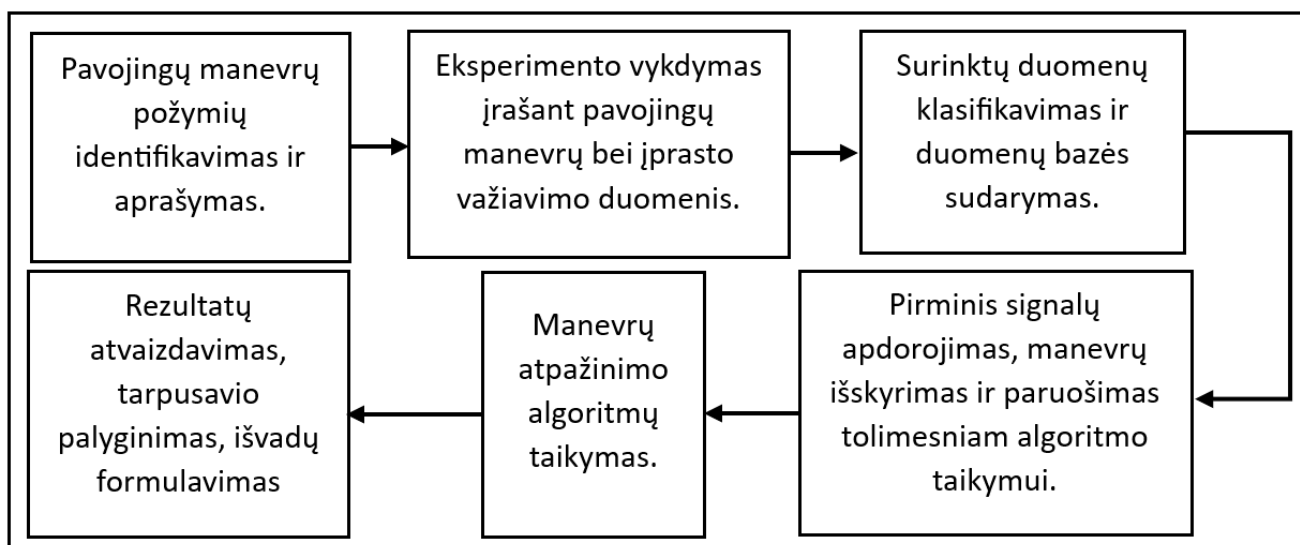 Pavojingų manevrų
požymių
identifikavimas ir
aprašymas.
Eksperimento vykdymas
įrašant pavojingų
manevrų bei įprasto
važiavimo duomenis.
Surinktų duomenų
klasifikavimas ir
duomenų bazės
sudarymas.
Pirminis signalų
apdorojimas, manevrų
išskyrimas ir paruošimas
tolimesniam algoritmo
taikymui.
Manevrų
atpažinimo
algoritmų
taikymas.
Rezultatų
atvaizdavimas,
tarpusavio
palyginimas, išvadų
formulavimas